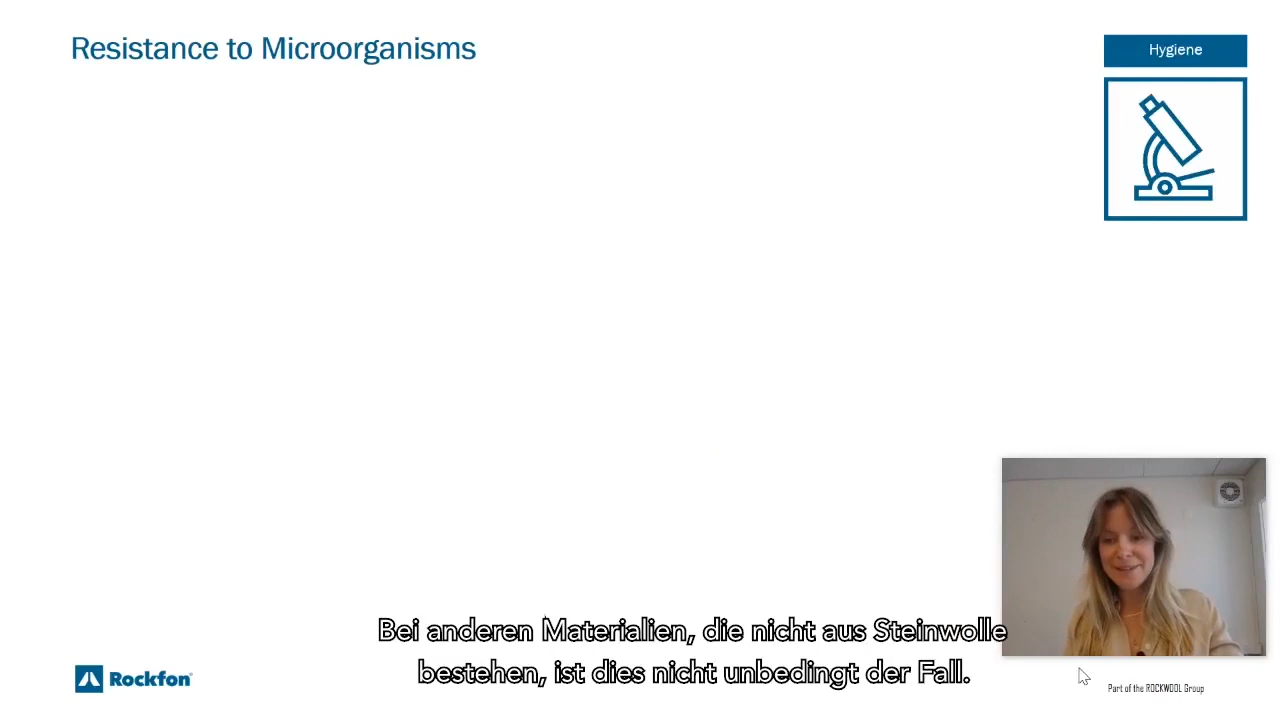 Resistance to Microorganisms
Hygiene
Bei anderen Materialien, die nicht aus Steinwolle
bestehen, ist dies nicht unbedingt der Fall.
Rockfon®
Part of the ROCKWOOL Group